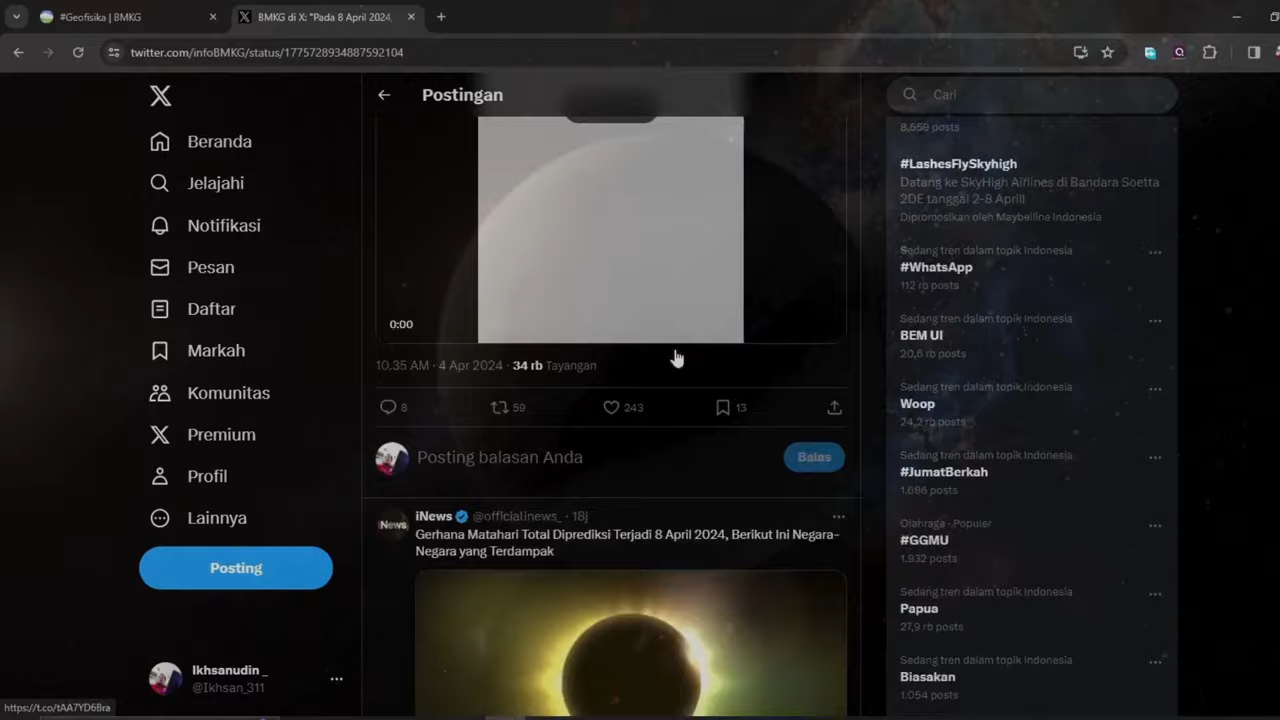 #Geofisika | BMKG
BMKG di X: "Pada 8 April 2024,
twitter.com/infoBMKG/status/1775728934887592104
Beranda
Jelajahi
Notifikasi
Pesan
Daftar
Markah
Komunitas
Premium
Profil
Lainnya
Posting
Ikhsanudin _
@Ikhsan_311
https://t.co/tAA7YD6Bra
Postingan
0:00
10.35 AM · 4 Apr 2024 · 34 rb Tayangan
8
59
243
13
Posting balasan Anda
Balas
iNews @officialinews_ · 18j
Gerhana Matahari Total Diprediksi Terjadi 8 April 2024, Berikut Ini Negara-
Negara yang Terdampak
iNews
Cari
8,559 posts
#LashesFlySkyhigh
Datang ke SkyHigh Airlines di Bandara Soetta
2DE tanggal 2-8 April!
Dipromosikan oleh Maybelline Indonesia
Sedang tren dalam topik Indonesia
#WhatsApp
112 rb posts
Sedang tren dalam topik Indonesia
BEM UI
20,6 rb posts
Sedang tren dalam topik Indonesia
Woop
24,2 rb posts
Sedang tren dalam topik Indonesia
#JumatBerkah
1.686 posts
Olahraga · Populer
#GGMU
1.932 posts
Sedang tren dalam topik Indonesia
Papua
27,9 rb posts
Sedang tren dalam topik Indonesia
Biasakan
1.054 posts